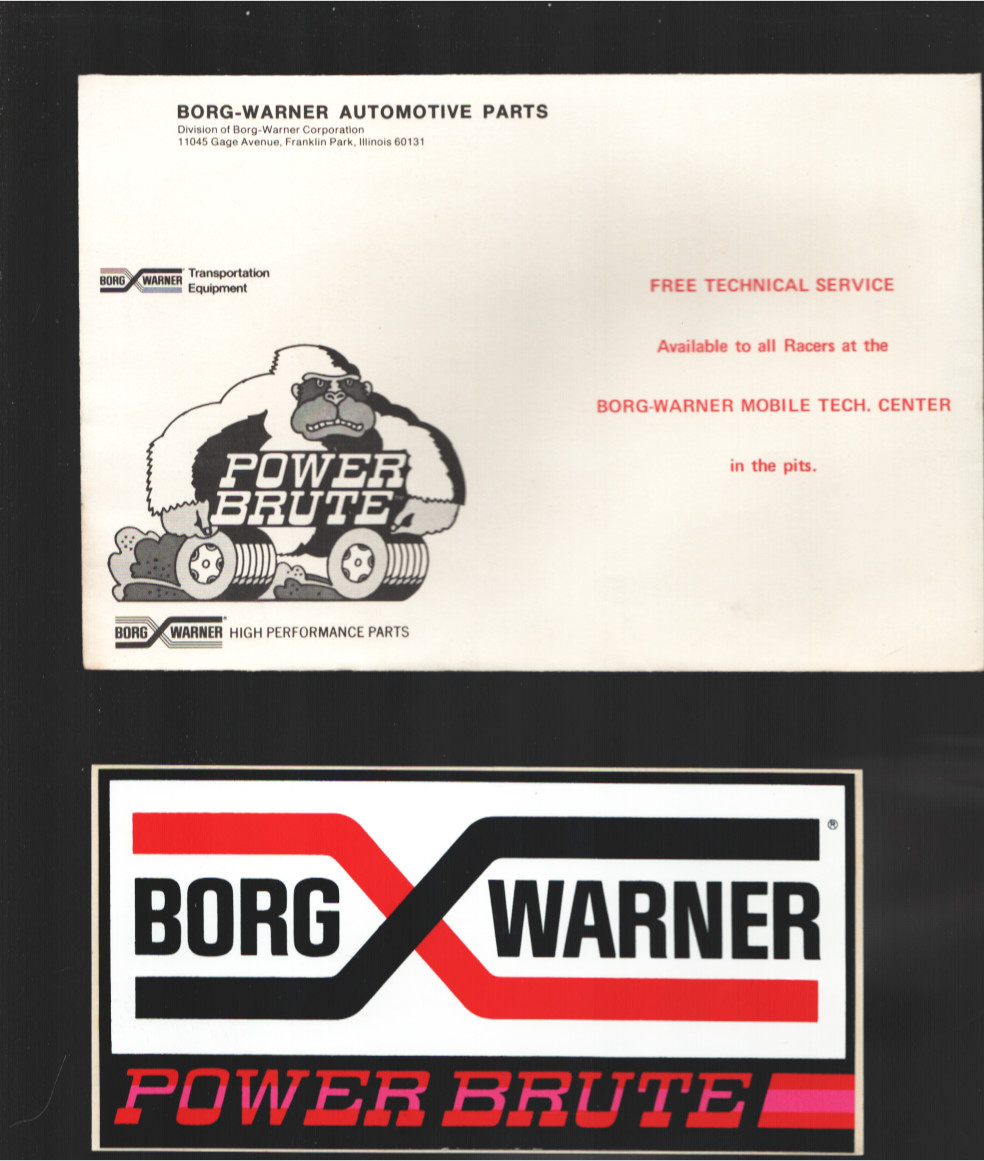 BORG-WARNER AUTOMOTIVE PARTS
Division of Borg-Warner Corporation
11045 Gage Avenue, Franklin Park, Illinois 60131
BORG WARNER Transportation
Equipment
FREE TECHNICAL SERVICE
Available to all Racers at the
BORG-WARNER MOBILE TECH. CENTER
in the pits.
POWER
BRUTE™
BORG WARNER® HIGH PERFORMANCE PARTS
®
BORG WARNER
POWER BRUTE